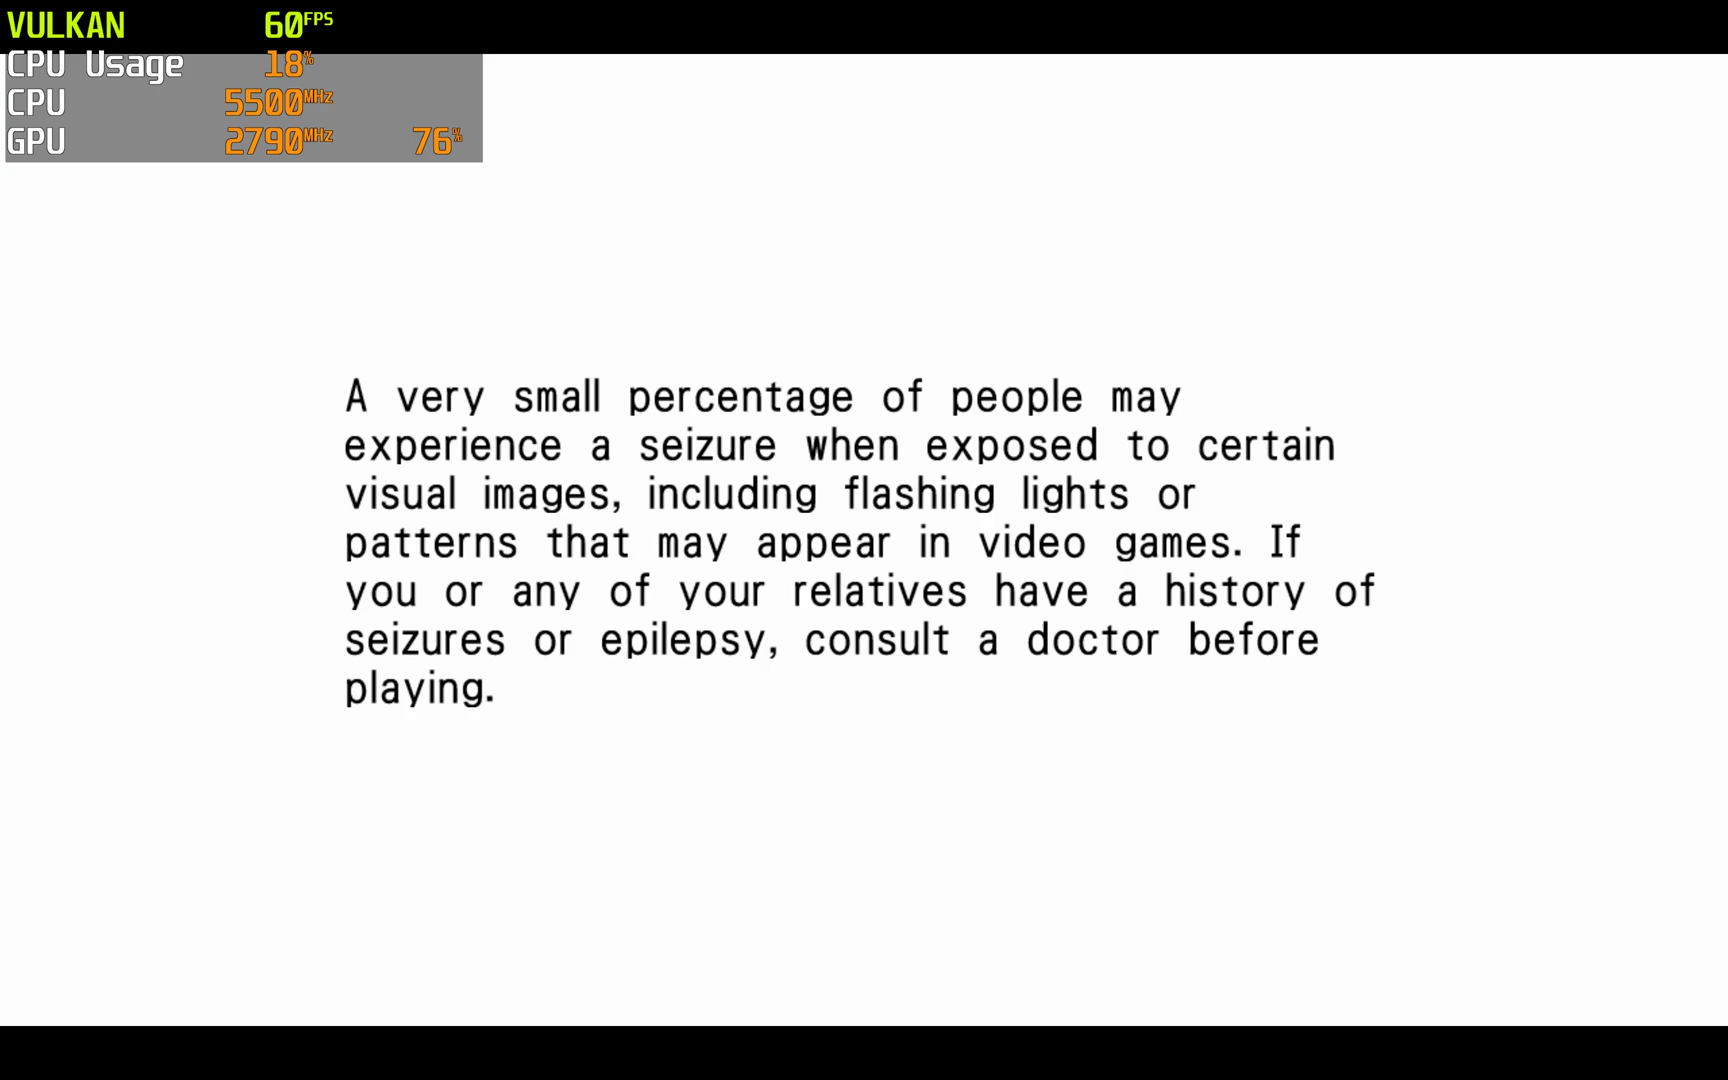 VULKAN 60FPS
CPU Usage 18%
CPU 5500MHz
GPU 2790MHz 76%
A very small percentage of people may
experience a seizure when exposed to certain
visual images, including flashing lights or
patterns that may appear in video games. If
you or any of your relatives have a history of
seizures or epilepsy, consult a doctor before
playing.